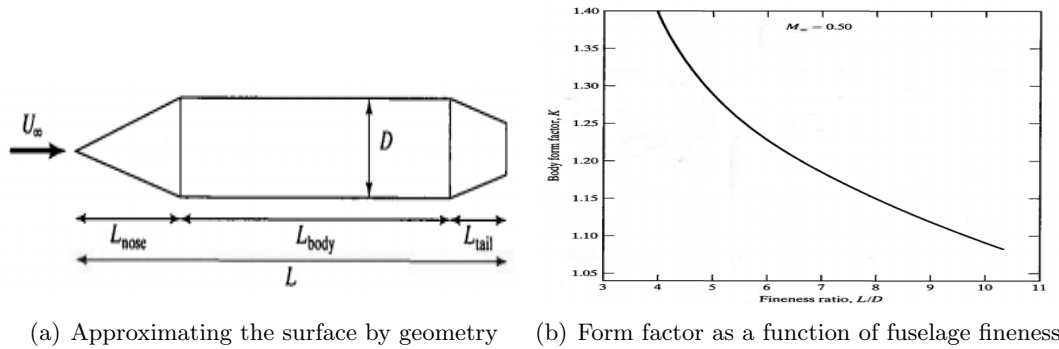 U∞
D
L_nose
L_body
L_tail
L
(a) Approximating the surface by geometry
M∞ = 0.50
Body form factor, K
1.40
1.35
1.30
1.25
1.20
1.15
1.10
1.05
3 4 5 6 7 8 9 10 11
Fineness ratio, L/D
(b) Form factor as a function of fuselage fineness